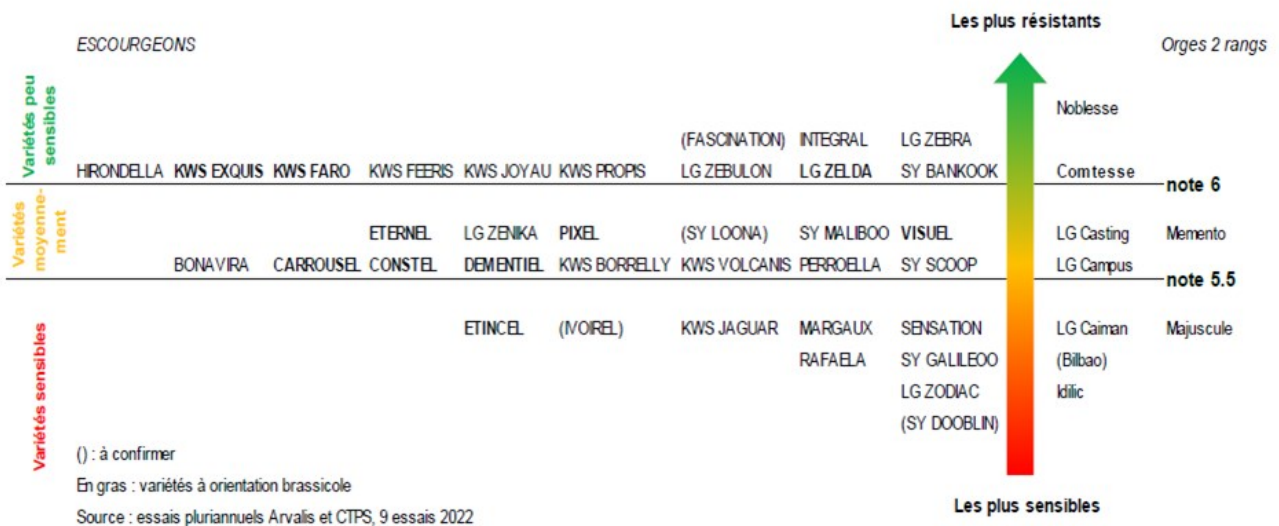 Les plus résistants
ESCOURGEONS
Orges 2 rangs
Variétés peu
sensibles
Noblesse
(FASCINATION) INTEGRAL LG ZEBRA
HIRONDELLA KWS EXQUIS KWS FARO KWS FEERIS KWS JOYAU KWS PROPIS LG ZEBULON LG ZELDA SY BANKOOK Comtesse
note 6
Variétés
moyenne-
ment
ETERNEL LG ZENIKA PIXEL (SY LOONA) SY MALIBOO VISUEL LG Casting Memento
BONAVIRA CARROUSEL CONSTEL DEMENTIEL KWS BORRELLY KWS VOLCANIS PERROELLA SY SCOOP LG Campus
note 5.5
Variétés sensibles
ETINCEL (IVOIREL) KWS JAGUAR MARGAUX SENSATION LG Caiman Majuscule
RAFAELA SY GALILEOO (Bilbao)
LG ZODIAC Idilic
(SY DOOBLIN)
() : à confirmer
En gras : variétés à orientation brassicole
Les plus sensibles
Source : essais pluriannuels Arvalis et CTPS, 9 essais 2022